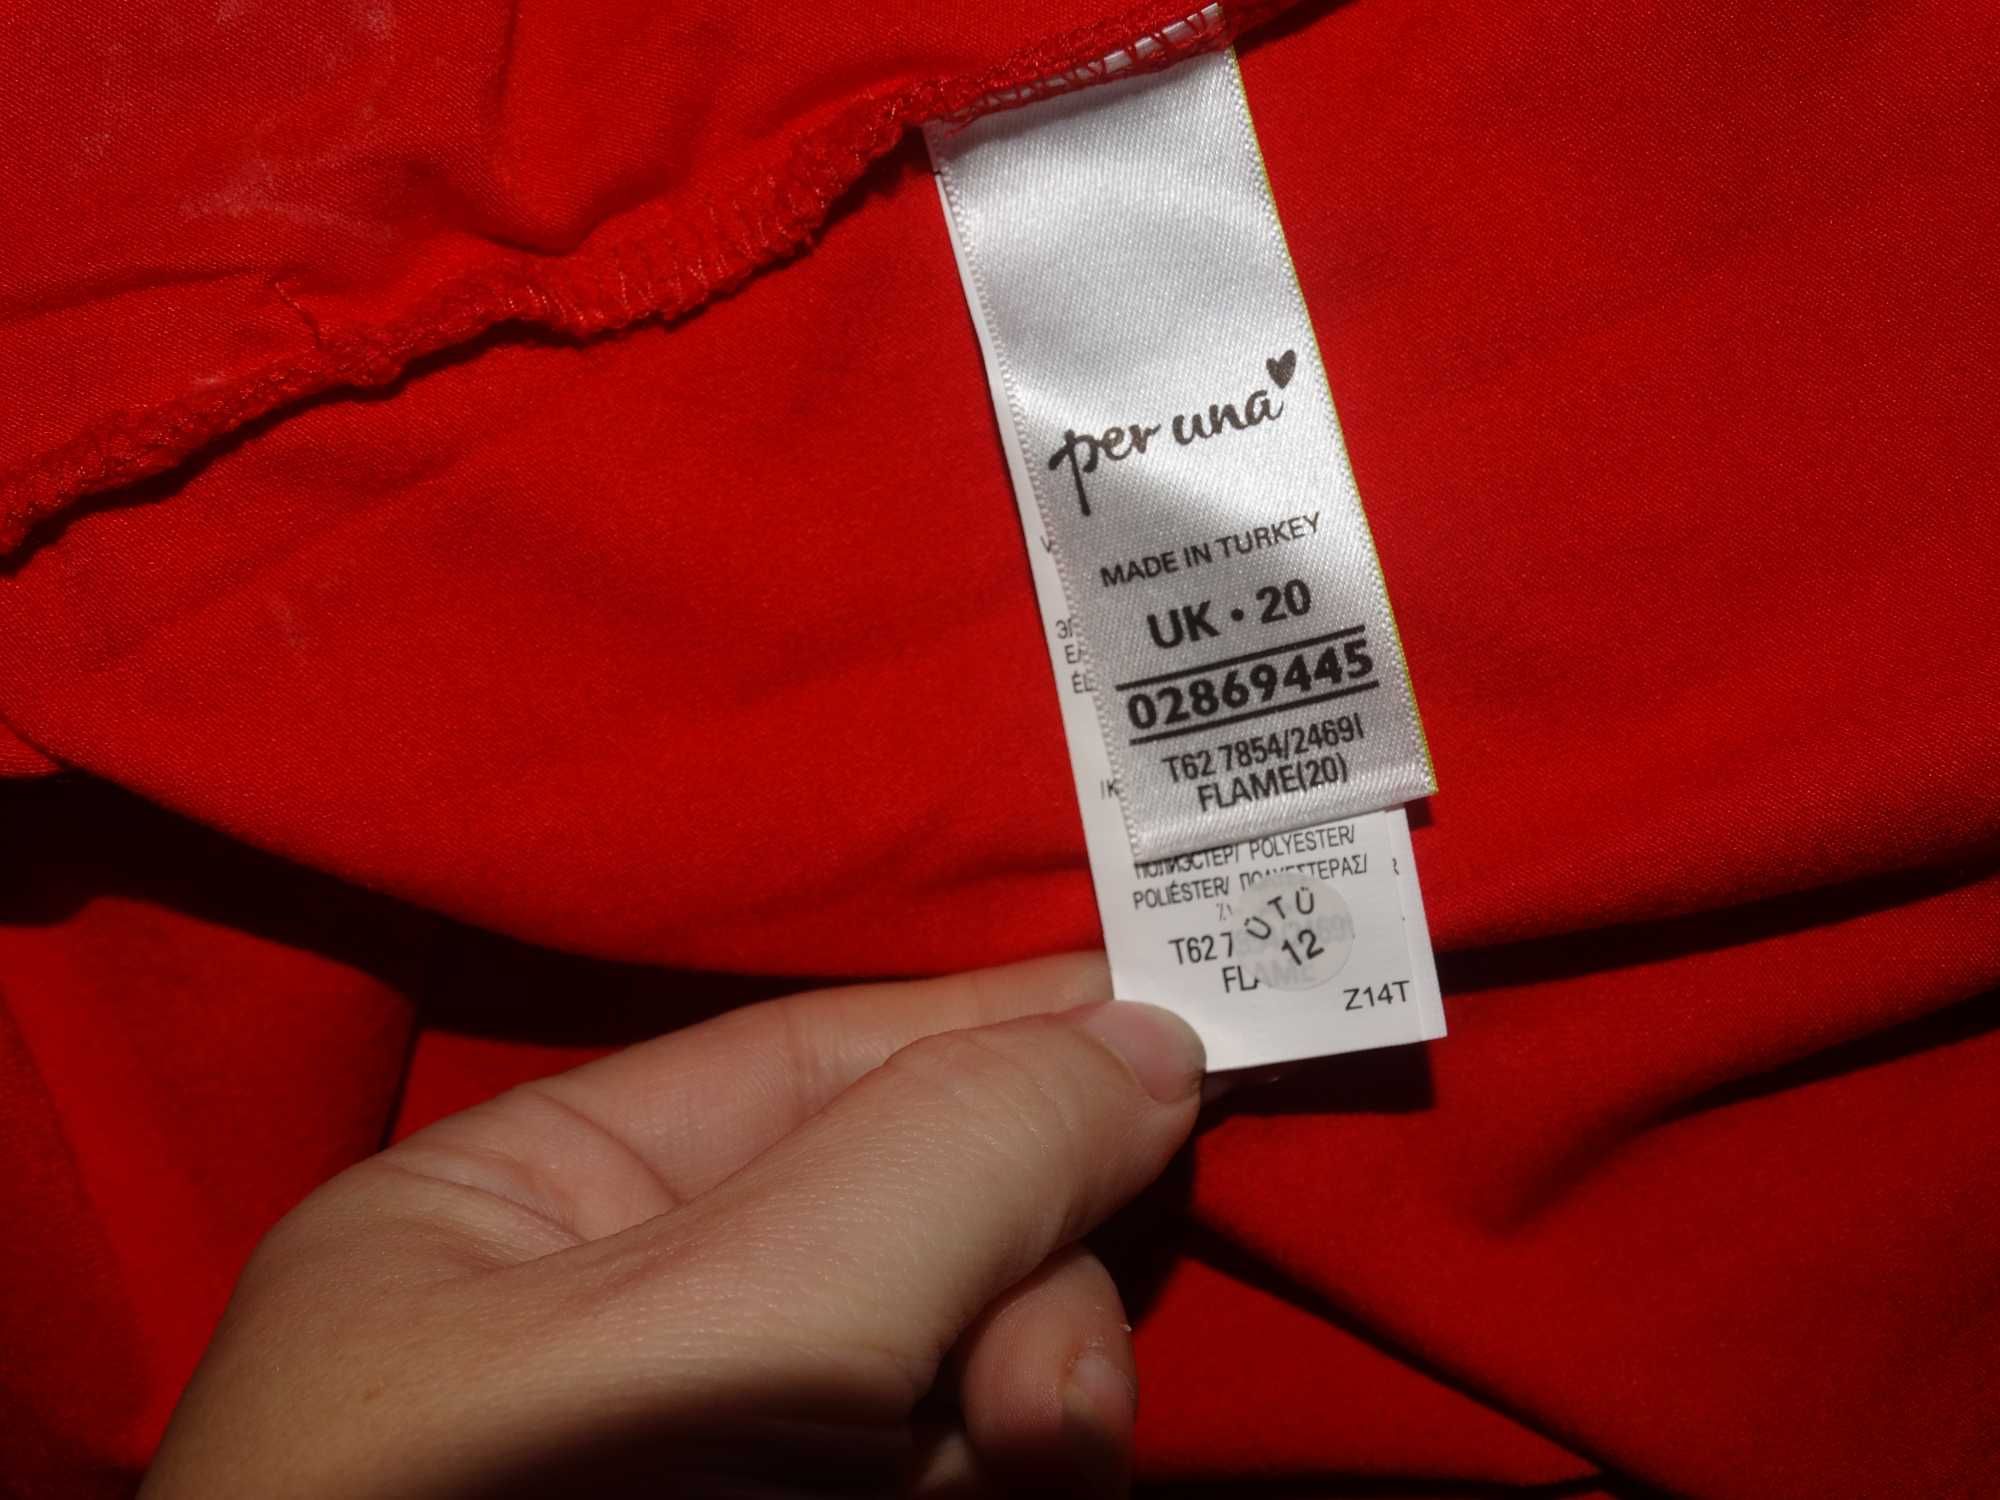 per una
MADE IN TURKEY
UK • 20
02869445
T62 7854/2469I
FLAME(20)
ПОЛИЭСТЕР/ POLYESTER/
POLIÉSTER/ ΠΟΛΥΕΣΤΕΡΑΣ/
T62 7
ÜTÜ
12
FLAME
Z14T